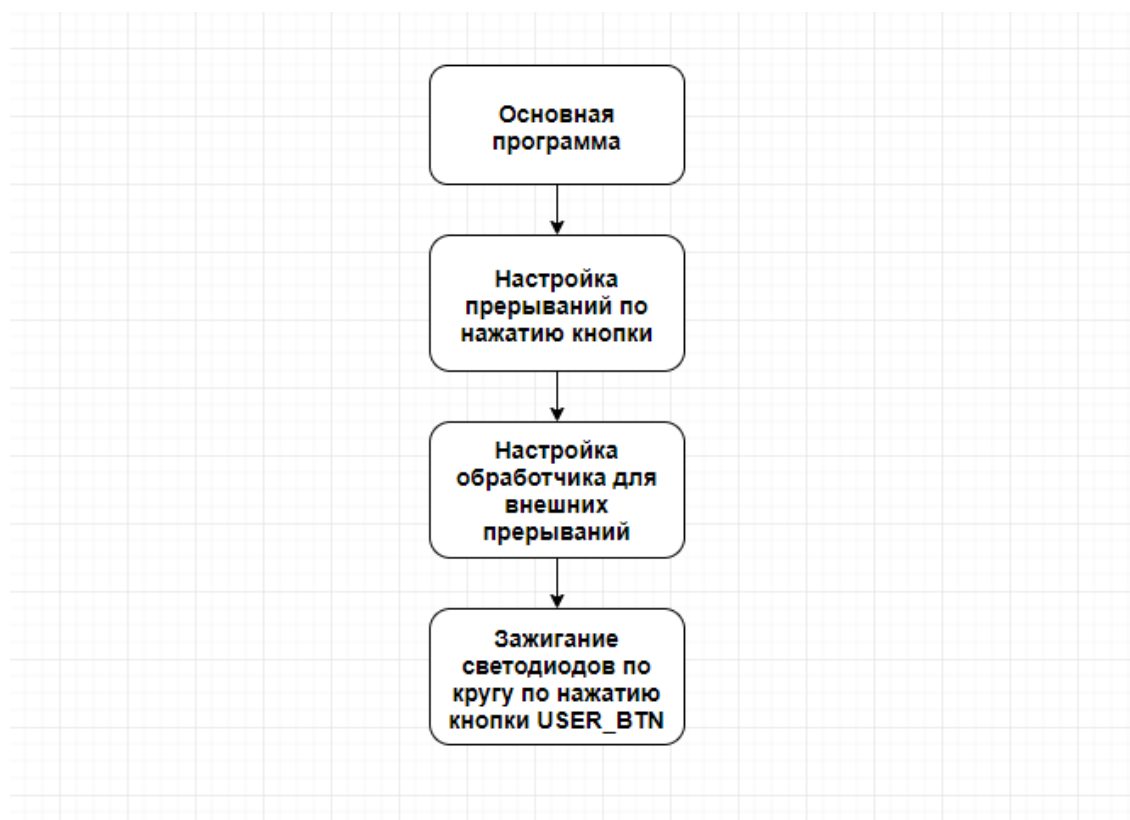 Основная
программа
Настройка
прерываний по
нажатию кнопки
Настройка
обработчика для
внешних
прерываний
Зажигание
светодиодов по
кругу по нажатию
кнопки USER_BTN